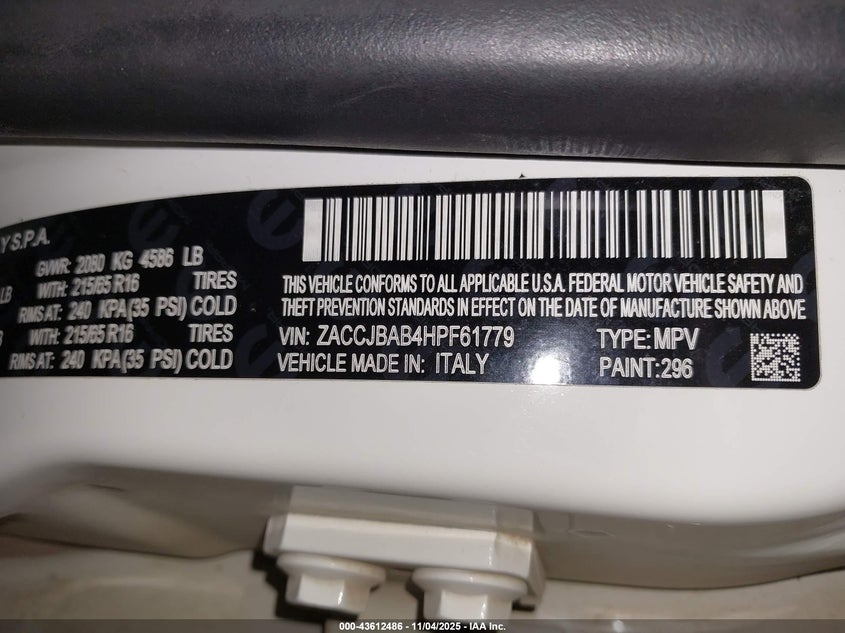 Y S.P.A.
GVWR: 2080 KG 4586 LB
LB WITH: 215/65 R16 TIRES
RIMS AT: 240 KPA(35 PSI) COLD
WITH: 215/65 R16 TIRES
RIMS AT: 240 KPA(35 PSI) COLD
THIS VEHICLE CONFORMS TO ALL APPLICABLE U.S.A. FEDERAL MOTOR VEHICLE SAFETY AND
THEFT PREVENTION STANDARDS IN EFFECT ON THE DATE OF MANUFACTURE SHOWN ABOVE
VIN: ZACCJBAB4HPF61779 TYPE: MPV
VEHICLE MADE IN: ITALY PAINT:296
000-43612486 - 11/04/2025 - IAA Inc.